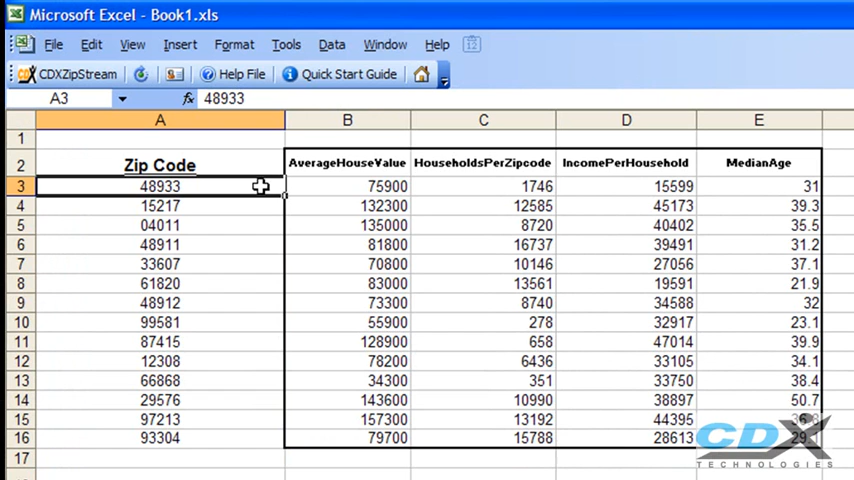 Microsoft Excel - Book1.xls
File Edit View Insert Format Tools Data Window Help 12
CDXZipStream Help File Quick Start Guide
A3 fx 48933
A B C D E
1
2 Zip Code AverageHouseValue HouseholdsPerZipcode IncomePerHousehold MedianAge
3 48933 75900 1746 15599 31
4 15217 132300 12585 45173 39.3
5 04011 135000 8720 40402 35.5
6 48911 81800 16737 39491 31.2
7 33607 70800 10146 27056 37.1
8 61820 83000 13561 19591 21.9
9 48912 73300 8740 34588 32
10 99581 55900 278 32917 23.1
11 87415 128900 658 47014 39.9
12 12308 78200 6436 33105 34.1
13 66868 34300 351 33750 38.4
14 29576 143600 10990 38897 50.7
15 97213 157300 13192 44395
16 93304 79700 15788 28613
17
CDX
TECHNOLOGIES